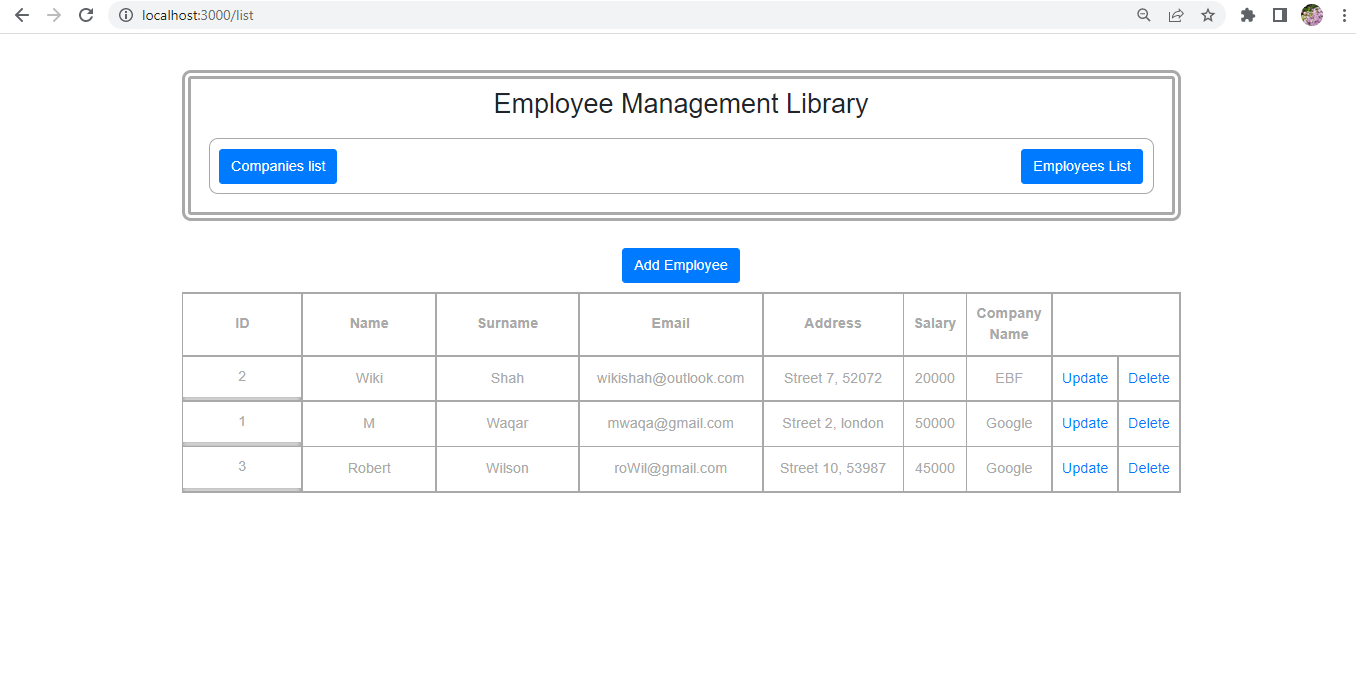 localhost:3000/list
Employee Management Library
Companies list Employees List
Add Employee
ID Name Surname Email Address Salary Company Name
2 Wiki Shah wikishah@outlook.com Street 7, 52072 20000 EBF Update Delete
1 M Waqar mwaqa@gmail.com Street 2, london 50000 Google Update Delete
3 Robert Wilson roWil@gmail.com Street 10, 53987 45000 Google Update Delete